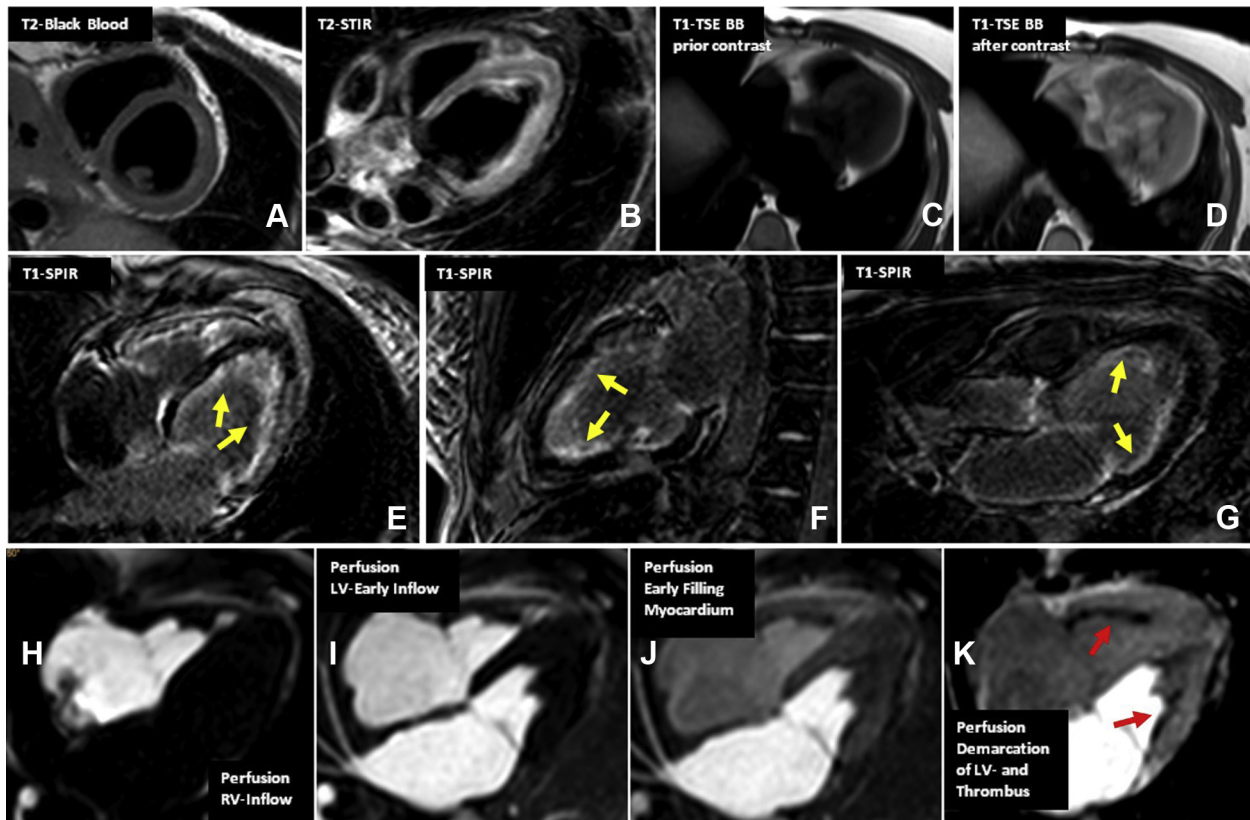 T2-Black Blood
A
T2-STIR
B
T1-TSE BB
prior contrast
C
T1-TSE BB
after contrast
D
T1-SPIR
E
T1-SPIR
F
T1-SPIR
G
H
Perfusion
RV-Inflow
Perfusion
LV-Early Inflow
I
Perfusion
Early Filling
Myocardium
J
K
Perfusion
Demarcation
of LV- and
Thrombus